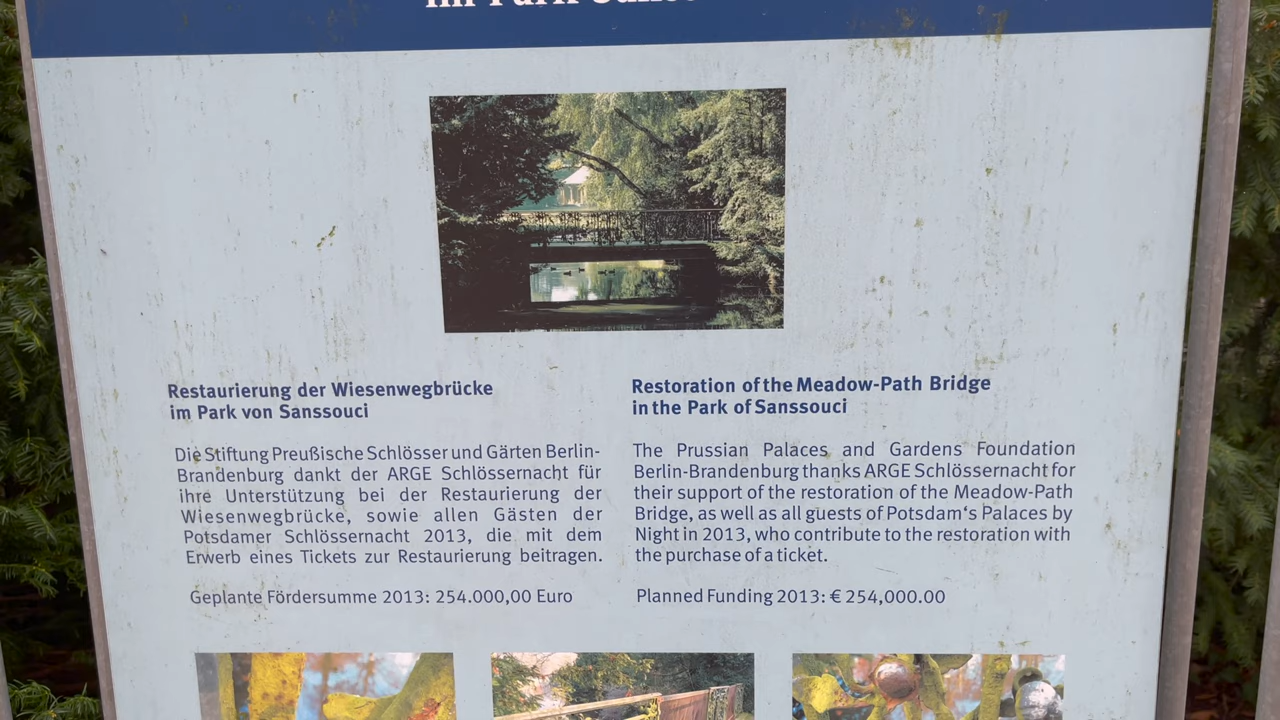 im Park
Restaurierung der Wiesenwegbrücke
im Park von Sanssouci
Die Stiftung Preußische Schlösser und Gärten Berlin-
Brandenburg dankt der ARGE Schlössernacht für
ihre Unterstützung bei der Restaurierung der
Wiesenwegbrücke, sowie allen Gästen der
Potsdamer Schlössernacht 2013, die mit dem
Erwerb eines Tickets zur Restaurierung beitragen.
Geplante Fördersumme 2013: 254.000,00 Euro
Restoration of the Meadow-Path Bridge
in the Park of Sanssouci
The Prussian Palaces and Gardens Foundation
Berlin-Brandenburg thanks ARGE Schlössernacht for
their support of the restoration of the Meadow-Path
Bridge, as well as all guests of Potsdam‘s Palaces by
Night in 2013, who contribute to the restoration with
the purchase of a ticket.
Planned Funding 2013: € 254,000.00